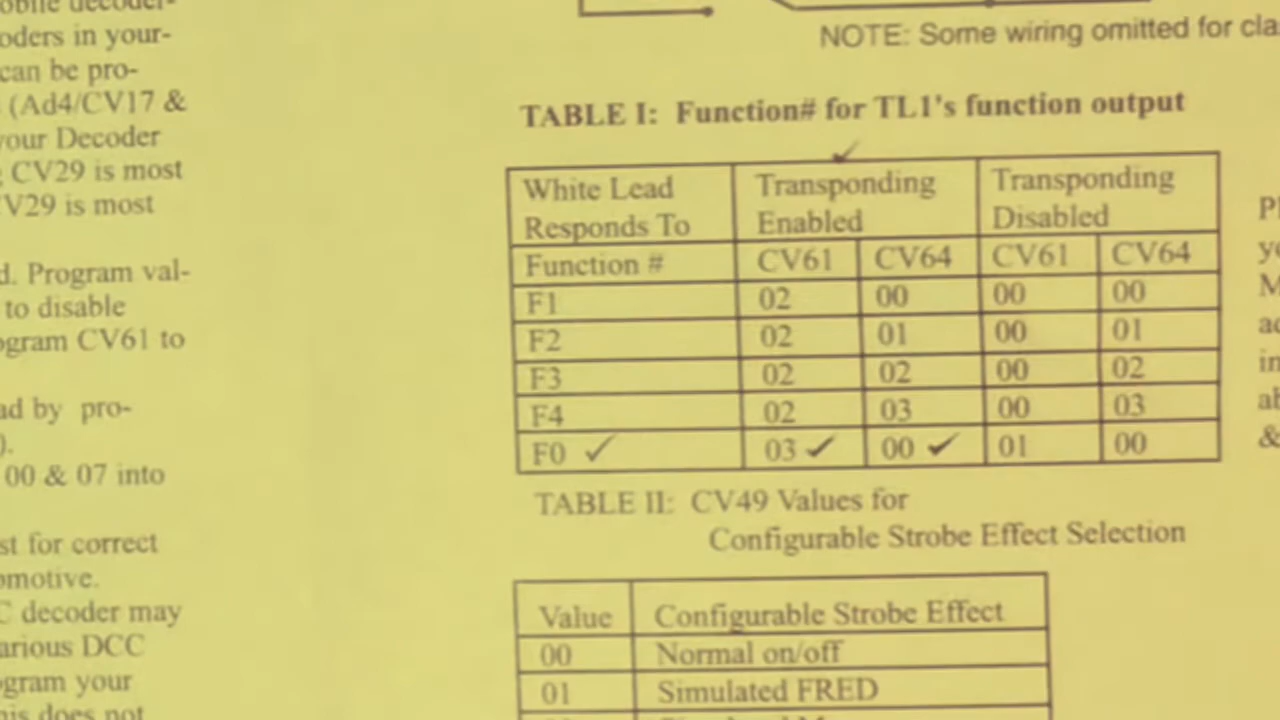 oders in your-
can be pro-
(Ad4/CV17 &
your Decoder
CV29 is most
V29 is most
d. Program val-
to disable
ogram CV61 to
ad by pro-
).
00 & 07 into
st for correct
omotive.
C decoder may
arious DCC
ogram your
his does not
NOTE: Some wiring omitted for cla
TABLE I: Function# for TL1's function output
White Lead Responds To Transponding Enabled Transponding Disabled
Function # CV61 CV64 CV61 CV64
F1 02 00 00 00
F2 02 01 00 01
F3 02 02 00 02
F4 02 03 00 03
F0 ✓ 03 ✓ 00 ✓ 01 00
TABLE II: CV49 Values for
Configurable Strobe Effect Selection
Value Configurable Strobe Effect
00 Normal on/off
01 Simulated FRED